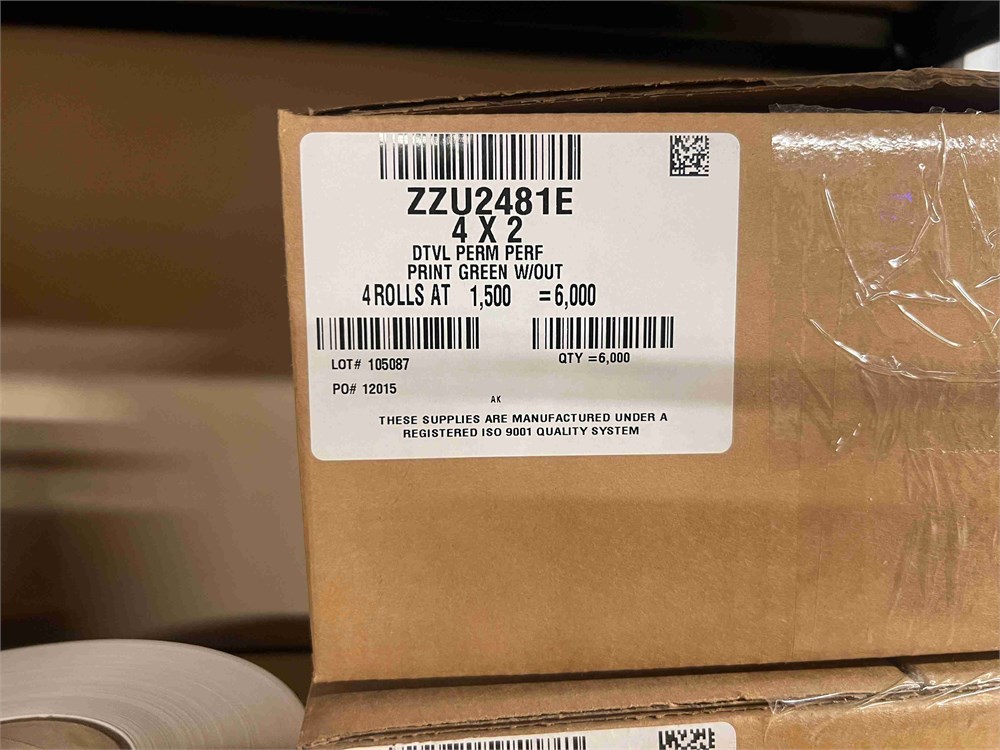 ZZU2481E
4 X 2
DTVL PERM PERF
PRINT GREEN W/OUT
4 ROLLS AT 1,500 =6,000
LOT# 105087
QTY =6,000
PO# 12015
AK
THESE SUPPLIES ARE MANUFACTURED UNDER A
REGISTERED ISO 9001 QUALITY SYSTEM